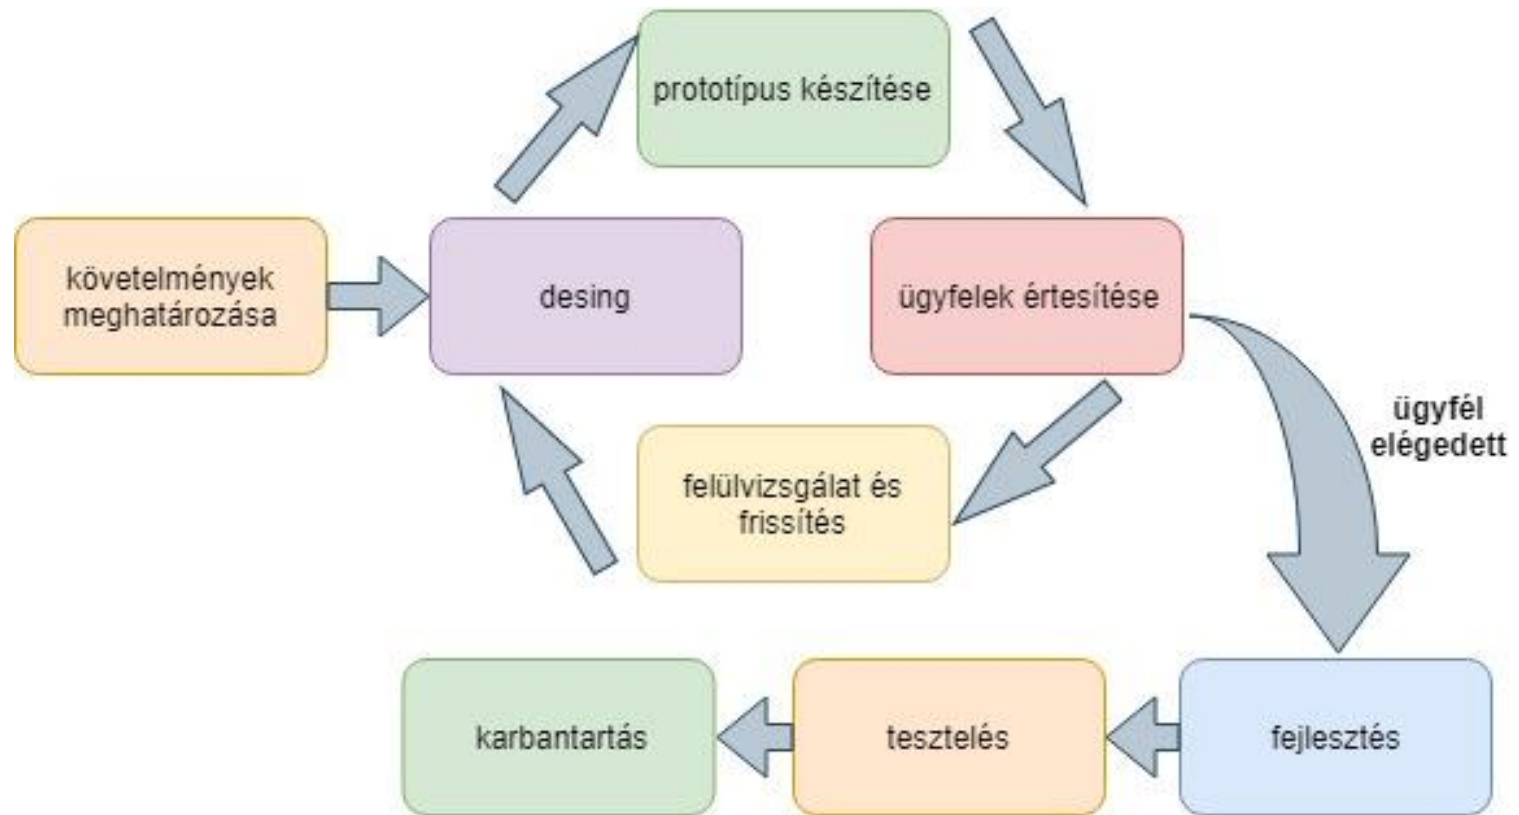 prototípus készítése
követelmények
meghatározása
desing
ügyfelek értesítése
ügyfél
elégedett
felülvizsgálat és
frissítés
karbantartás
tesztelés
fejlesztés